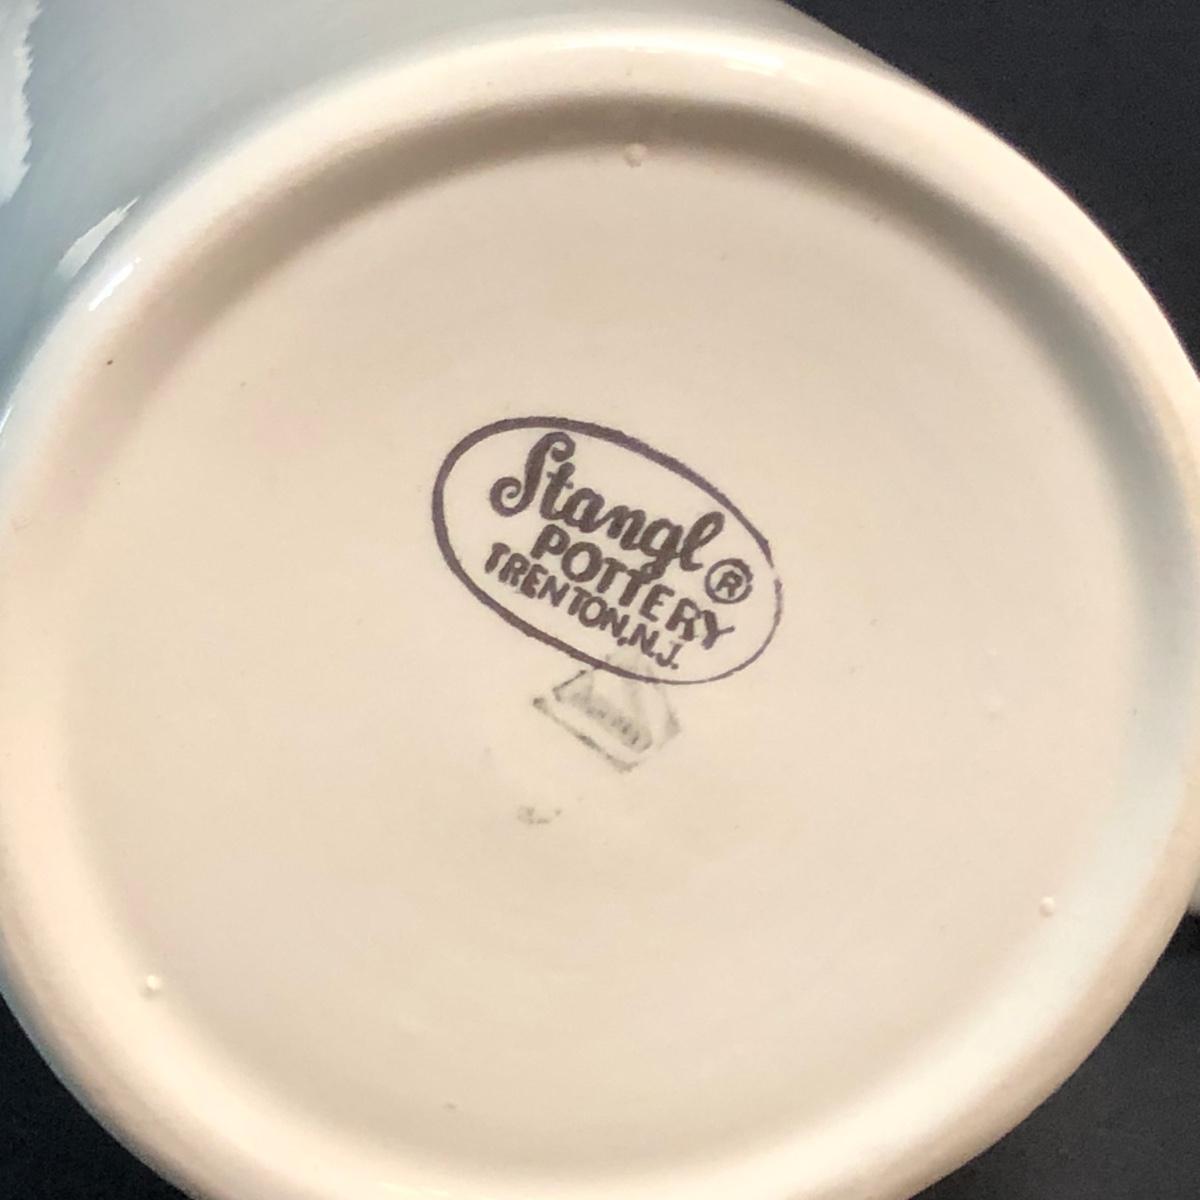 Stangl®
POTTERY
TRENTON, N.J.